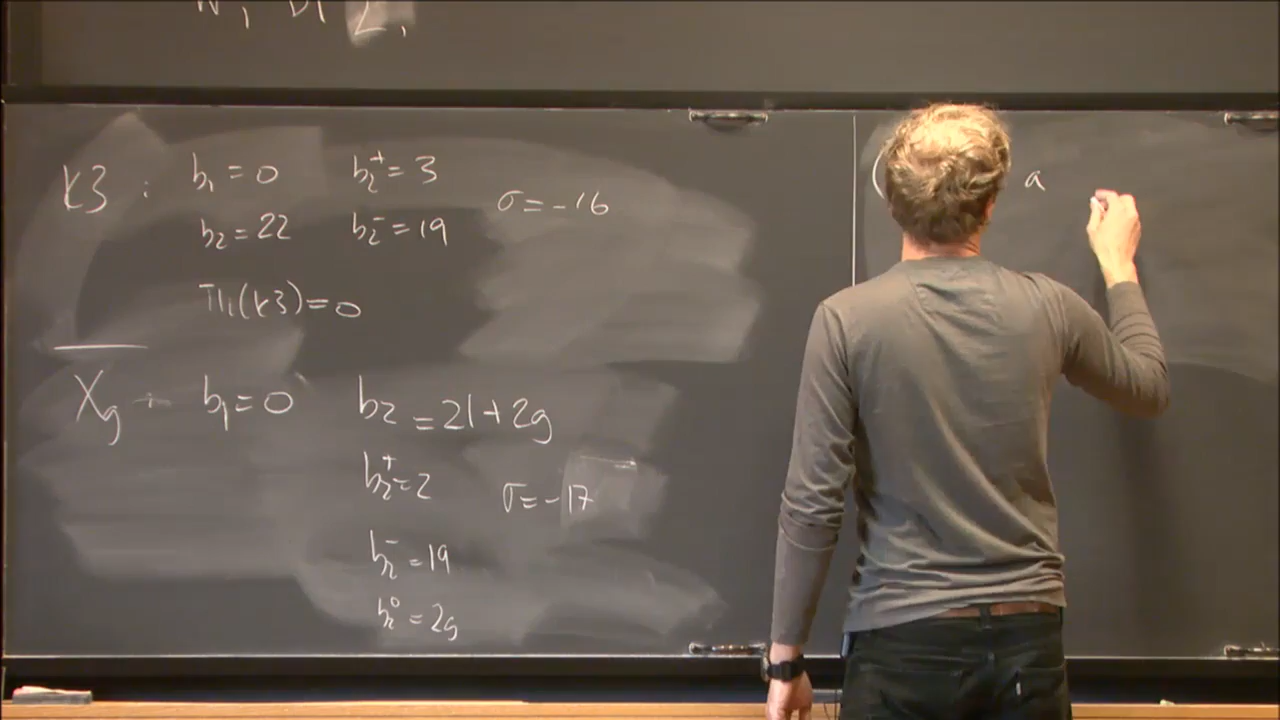 K3 : b₁ = 0 b₂⁺ = 3 σ = -16
b₂ = 22 b₂⁻ = 19
π₁(K3) = 0
X_g b₁ = 0 b₂ = 21 + 2g
b₂⁺ = 2 σ = -17
b₂⁻ = 19
b₂⁰ = 2g
( a